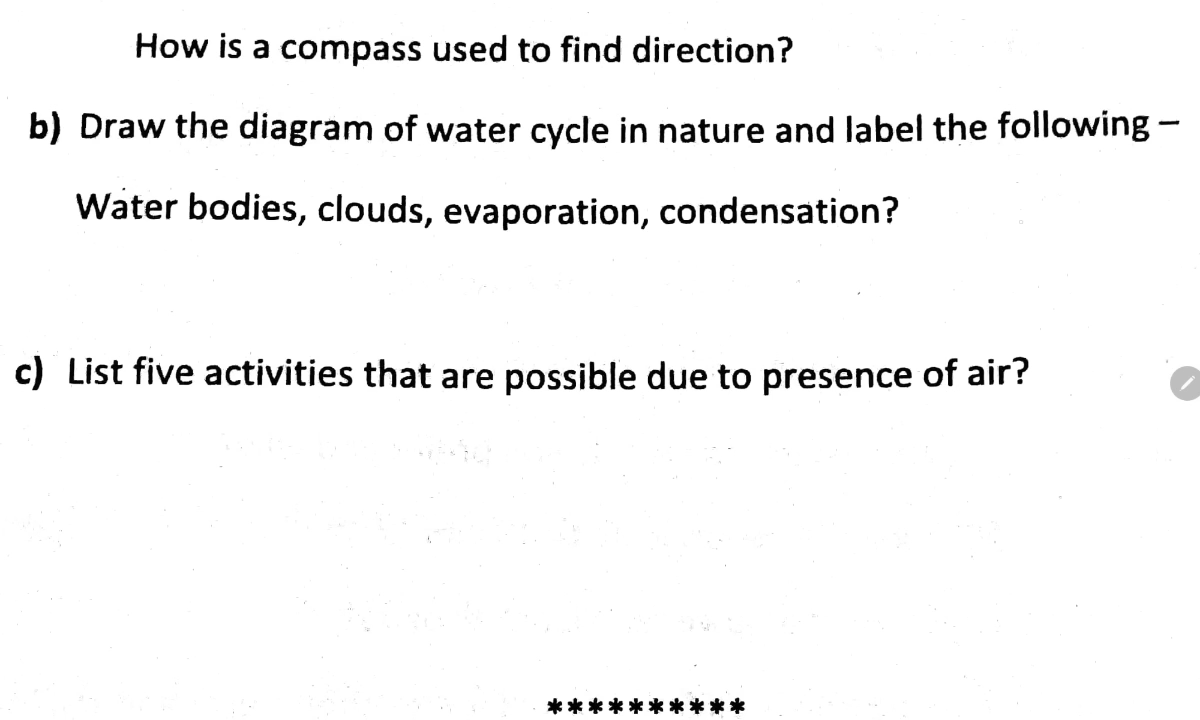 How is a compass used to find direction?
b) Draw the diagram of water cycle in nature and label the following –
Water bodies, clouds, evaporation, condensation?
c) List five activities that are possible due to presence of air?
**********